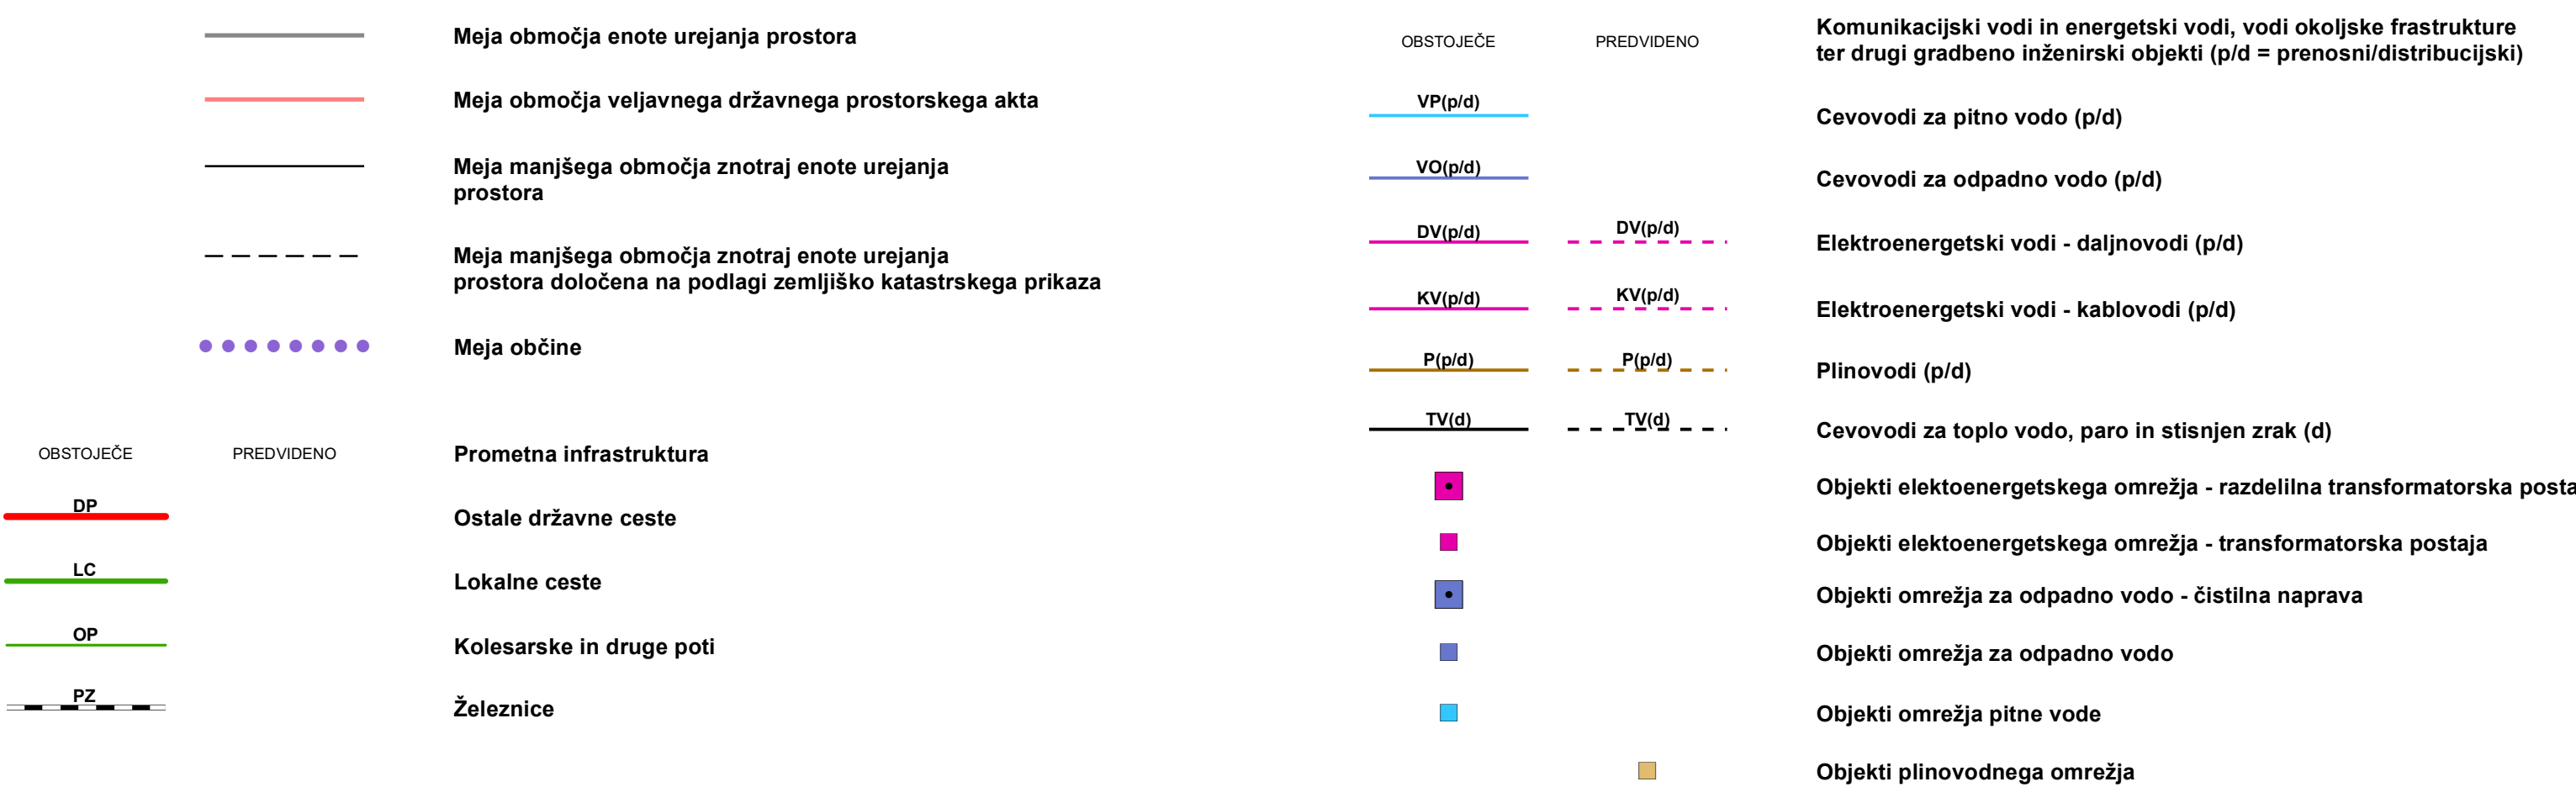 Meja območja enote urejanja prostora
Meja območja veljavnega državnega prostorskega akta
Meja manjšega območja znotraj enote urejanja
prostora
Meja manjšega območja znotraj enote urejanja
prostora določena na podlagi zemljiško katastrskega prikaza
Meja občine
OBSTOJEČE PREDVIDENO Prometna infrastruktura
DP Ostale državne ceste
LC Lokalne ceste
OP Kolesarske in druge poti
PZ Železnice
OBSTOJEČE PREDVIDENO
Komunikacijski vodi in energetski vodi, vodi okoljske frastrukture
ter drugi gradbeno inženirski objekti (p/d = prenosni/distribucijski)
VP(p/d) Cevovodi za pitno vodo (p/d)
VO(p/d) Cevovodi za odpadno vodo (p/d)
DV(p/d) DV(p/d) Elektroenergetski vodi - daljnovodi (p/d)
KV(p/d) KV(p/d) Elektroenergetski vodi - kablovodi (p/d)
P(p/d) P(p/d) Plinovodi (p/d)
TV(d) TV(d) Cevovodi za toplo vodo, paro in stisnjen zrak (d)
Objekti elektoenergetskega omrežja - razdelilna transformatorska posta
Objekti elektoenergetskega omrežja - transformatorska postaja
Objekti omrežja za odpadno vodo - čistilna naprava
Objekti omrežja za odpadno vodo
Objekti omrežja pitne vode
Objekti plinovodnega omrežja